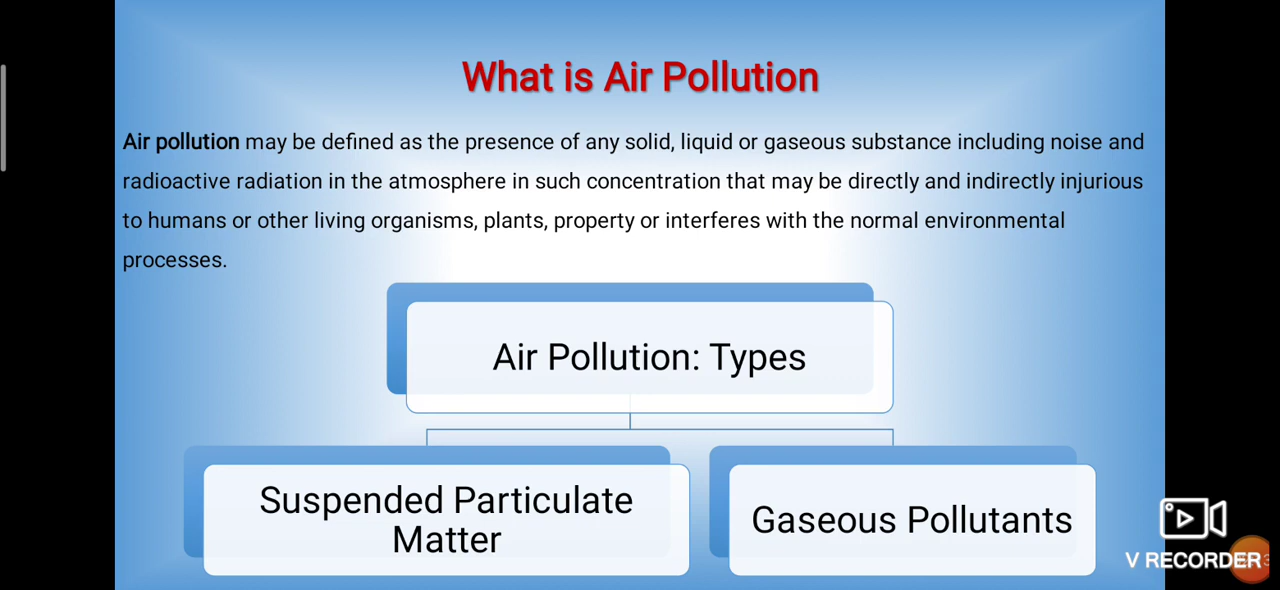 What is Air Pollution
Air pollution may be defined as the presence of any solid, liquid or gaseous substance including noise and
radioactive radiation in the atmosphere in such concentration that may be directly and indirectly injurious
to humans or other living organisms, plants, property or interferes with the normal environmental
processes.
Air Pollution: Types
Suspended Particulate
Matter
Gaseous Pollutants
V RECORDER